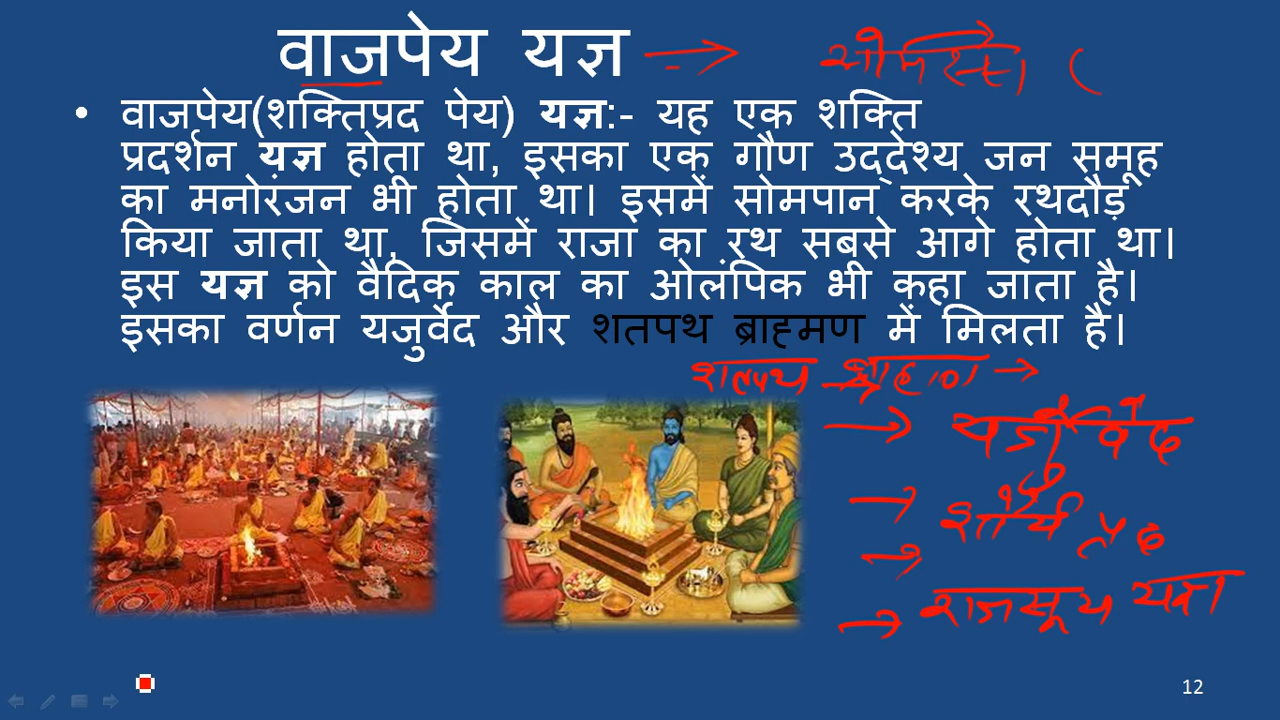 वाजपेय यज्ञ
• वाजपेय(शक्तिप्रद पेय) यज्ञ:- यह एक शक्ति
प्रदर्शन यज्ञ होता था, इसका एक गौण उद्देश्य जन समूह
का मनोरंजन भी होता था। इसमें सोमपान करके रथदौड़
किया जाता था, जिसमें राजा का रथ सबसे आगे होता था।
इस यज्ञ को वैदिक काल का ओलंपिक भी कहा जाता है।
इसका वर्णन यजुर्वेद और शतपथ ब्राह्मण में मिलता है।
शतपथ ब्राह्मण →
→ यजुर्वेद
→
→
→ राजसूय यज्ञ
12